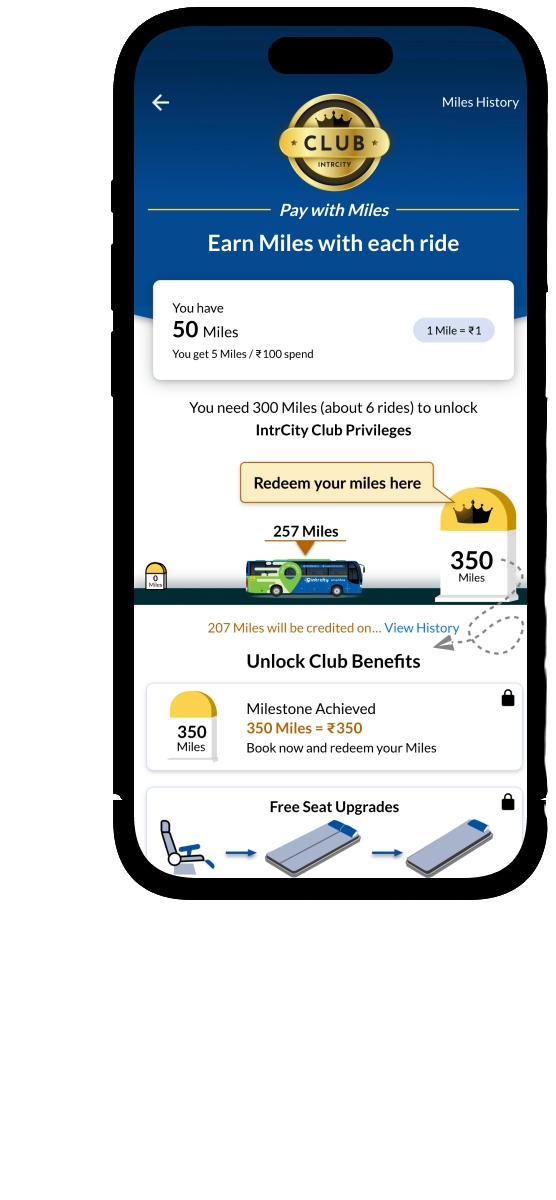 Miles History
CLUB
INTRCITY
Pay with Miles
Earn Miles with each ride
You have
50 Miles
1 Mile = ₹1
You get 5 Miles / ₹100 spend
You need 300 Miles (about 6 rides) to unlock
IntrCity Club Privileges
Redeem your miles here
257 Miles
350
Miles
0
Miles
intrcity smartbus
207 Miles will be credited on... View History
Unlock Club Benefits
350
Miles
Milestone Achieved
350 Miles = ₹350
Book now and redeem your Miles
Free Seat Upgrades